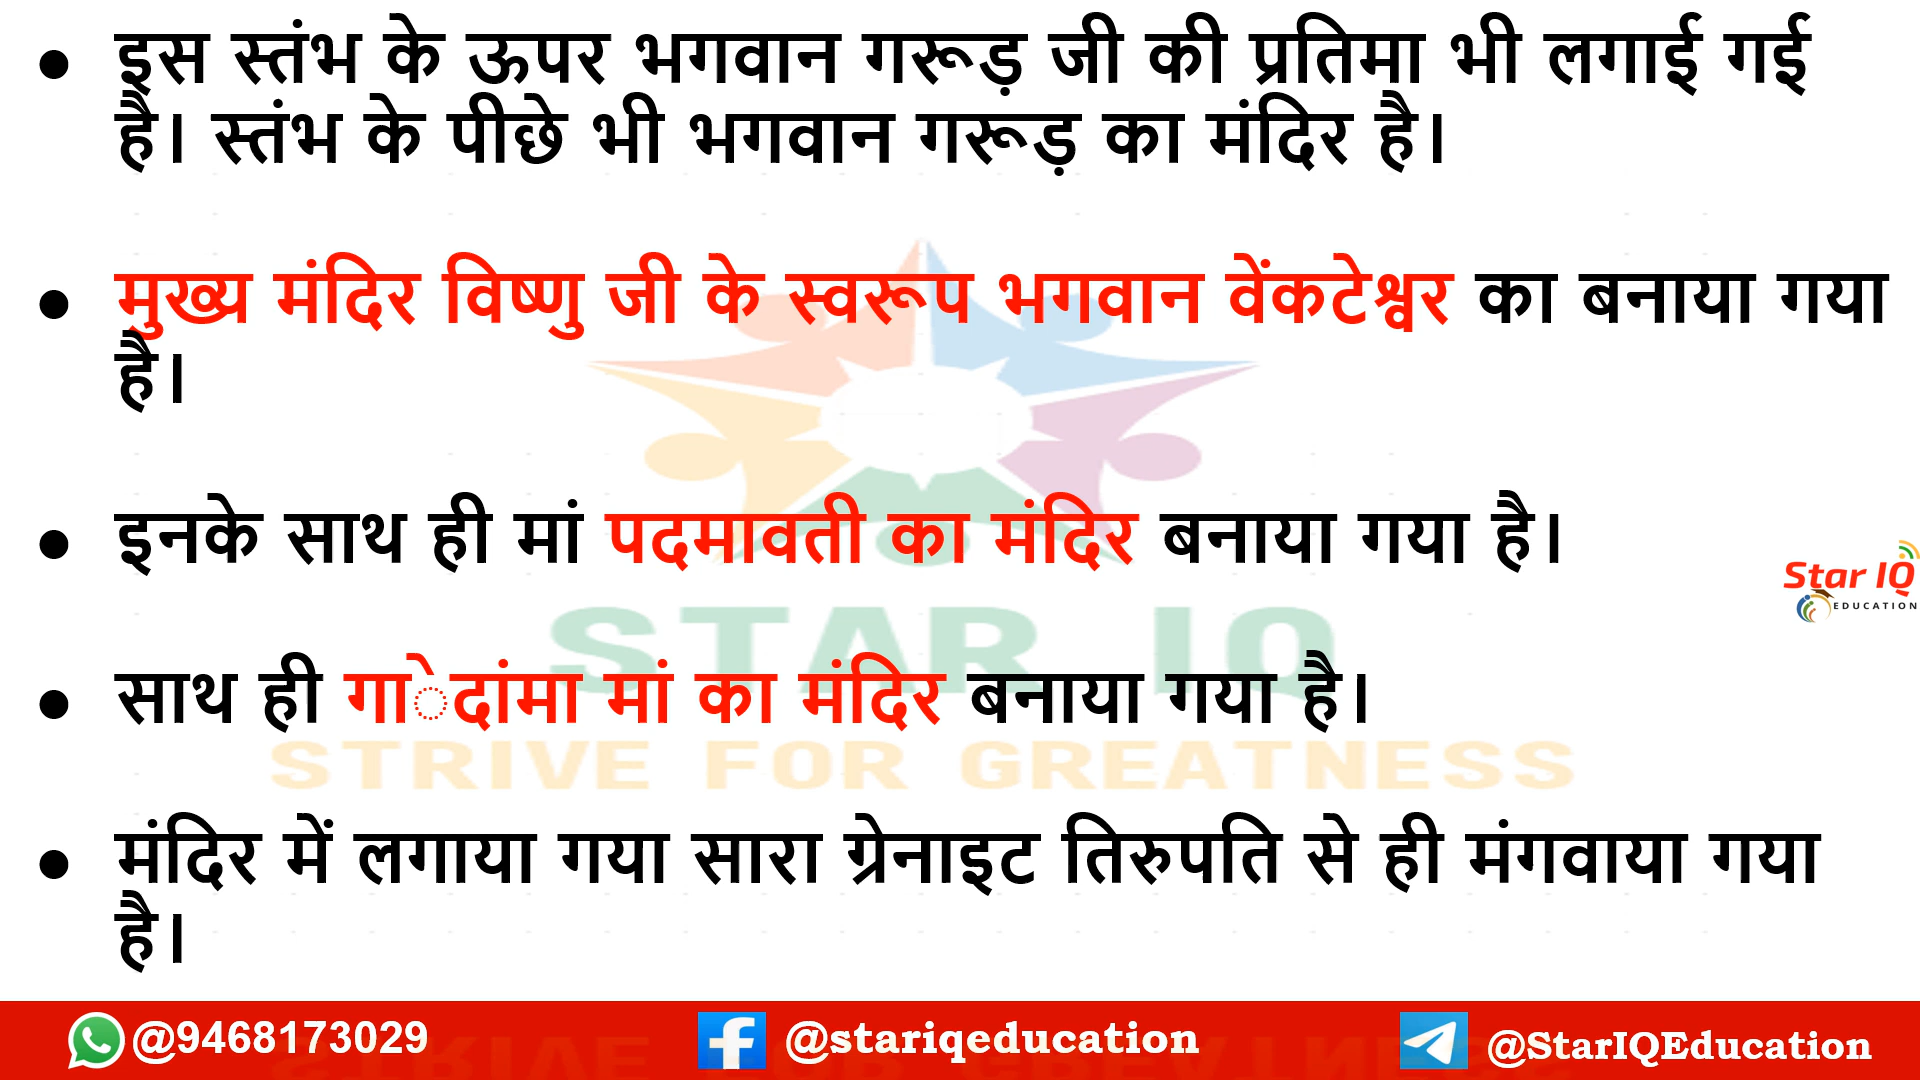 • इस स्तंभ के ऊपर भगवान गरूड़ जी की प्रतिमा भी लगाई गई
है। स्तंभ के पीछे भी भगवान गरूड़ का मंदिर है।
• मुख्य मंदिर विष्णु जी के स्वरूप भगवान वेंकटेश्वर का बनाया गया
है।
• इनके साथ ही मां पदमावती का मंदिर बनाया गया है।
Star IQ
EDUCATION
STAR IQ
• साथ ही गाेदांमा मां का मंदिर बनाया गया है।
STRIVE FOR GREATNESS
• मंदिर में लगाया गया सारा ग्रेनाइट तिरुपति से ही मंगवाया गया
है।
@9468173029 @stariqeducation @StarIQEducation